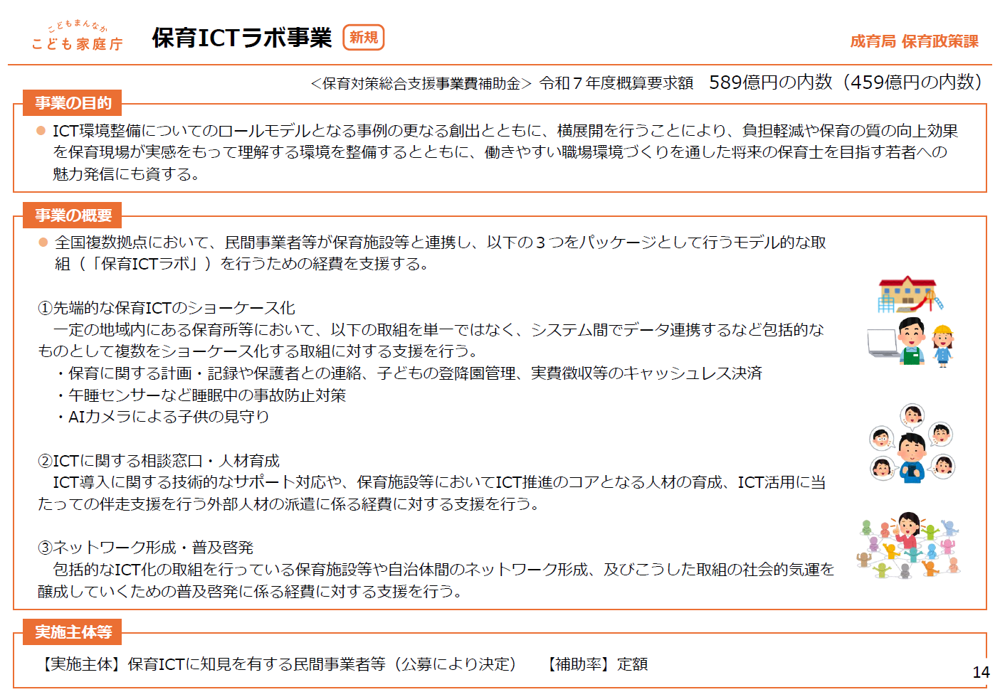 こどもまんなか
こども家庭庁
保育ICTラボ事業
新規
成育局 保育政策課
＜保育対策総合支援事業費補助金＞ 令和７年度概算要求額　589億円の内数（459億円の内数）
事業の目的
● ICT環境整備についてのロールモデルとなる事例の更なる創出とともに、横展開を行うことにより、負担軽減や保育の質の向上効果
を保育現場が実感をもって理解する環境を整備するとともに、働きやすい職場環境づくりを通した将来の保育士を目指す若者への
魅力発信にも資する。
事業の概要
● 全国複数拠点において、民間事業者等が保育施設等と連携し、以下の３つをパッケージとして行うモデル的な取
組（「保育ICTラボ」）を行うための経費を支援する。
①先端的な保育ICTのショーケース化
　一定の地域内にある保育所等において、以下の取組を単一ではなく、システム間でデータ連携するなど包括的な
ものとして複数をショーケース化する取組に対する支援を行う。
・保育に関する計画・記録や保護者との連絡、子どもの登降園管理、実費徴収等のキャッシュレス決済
・午睡センサーなど睡眠中の事故防止対策
・AIカメラによる子供の見守り
②ICTに関する相談窓口・人材育成
　ICT導入に関する技術的なサポート対応や、保育施設等においてICT推進のコアとなる人材の育成、ICT活用に当
たっての伴走支援を行う外部人材の派遣に係る経費に対する支援を行う。
③ネットワーク形成・普及啓発
　包括的なICT化の取組を行っている保育施設等や自治体間のネットワーク形成、及びこうした取組の社会的気運を
醸成していくための普及啓発に係る経費に対する支援を行う。
実施主体等
【実施主体】保育ICTに知見を有する民間事業者等（公募により決定）　【補助率】定額
14